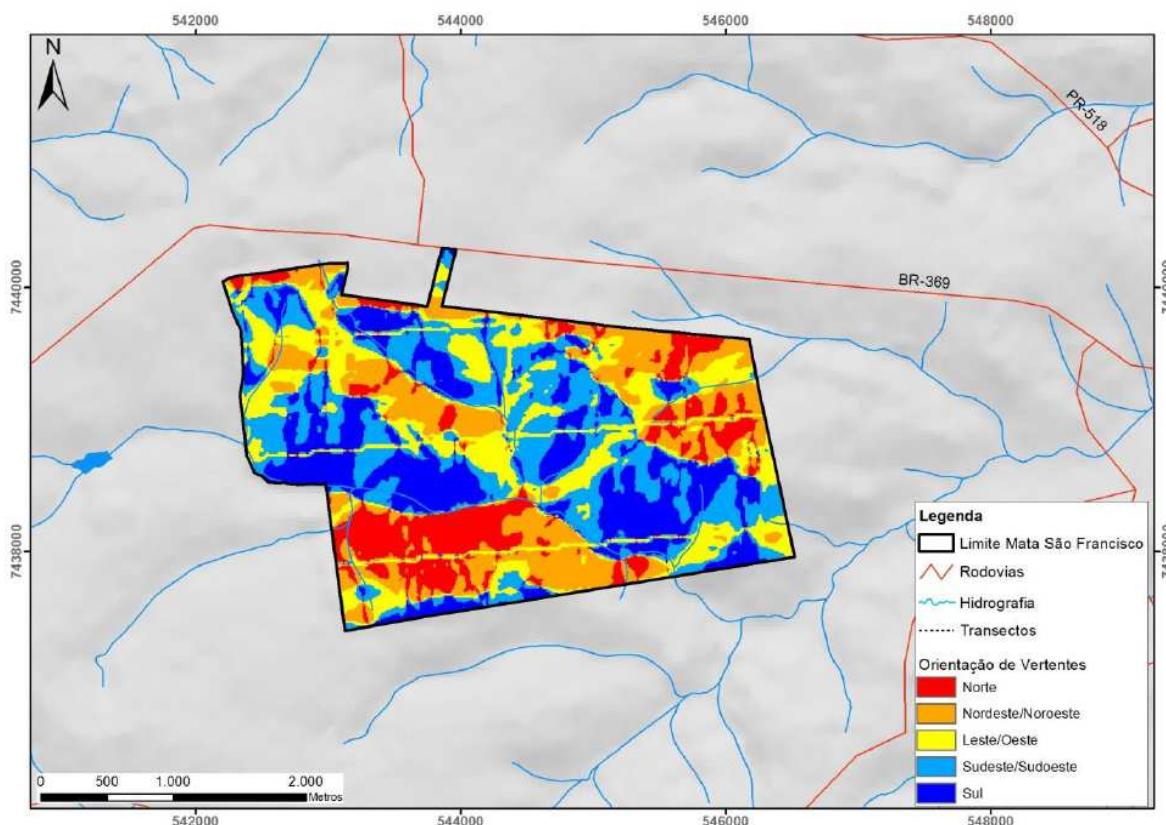 542000 544000 546000 548000
N
PR-518
7440000 7440000
BR-369
7438000 7438000
Legenda
Limite Mata São Francisco
Rodovias
Hidrografia
Transectos
Orientação de Vertentes
Norte
Nordeste/Noroeste
Leste/Oeste
Sudeste/Sudoeste
Sul
0 500 1.000 2.000
Metros
542000 544000 546000 548000